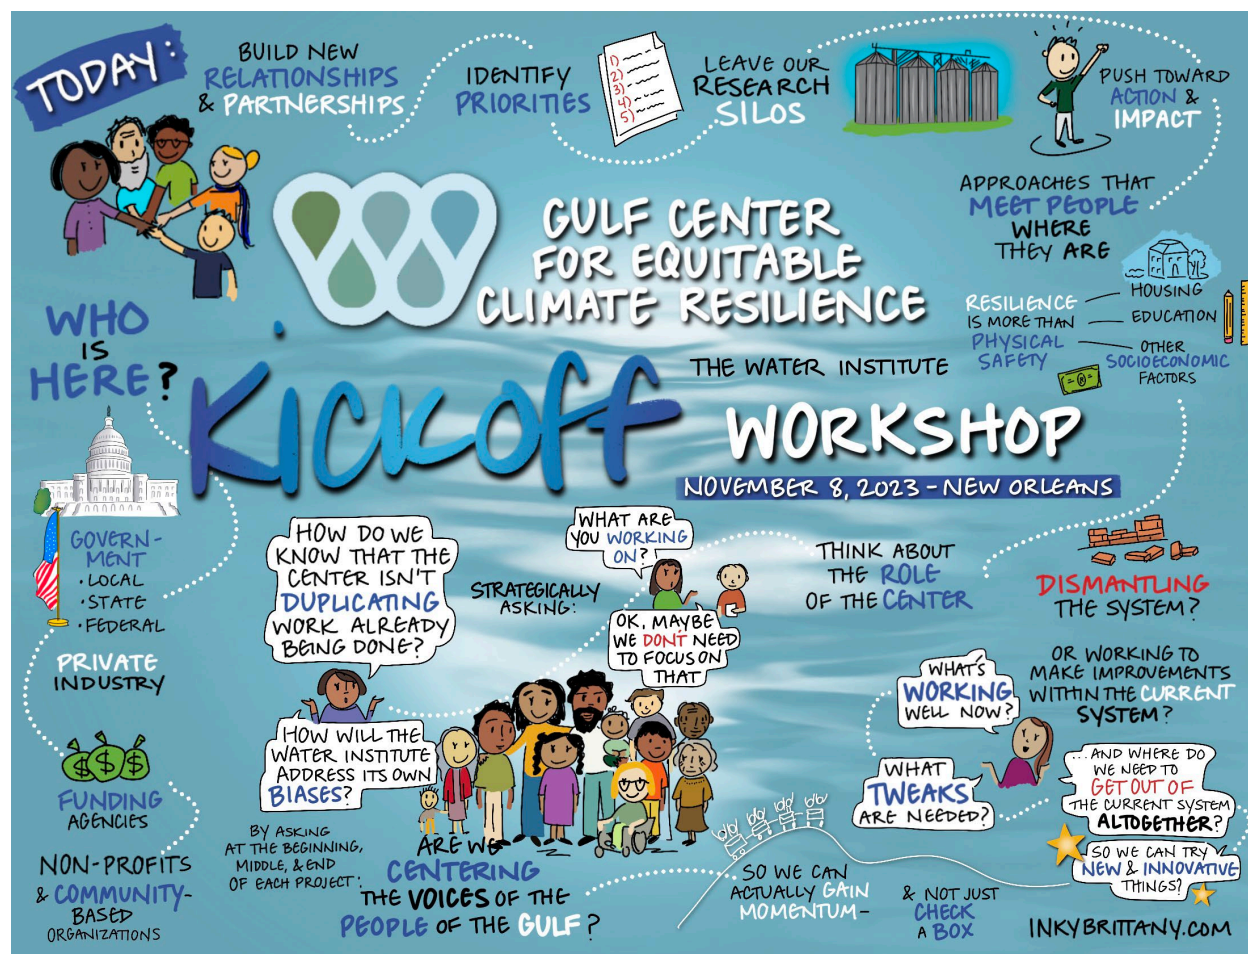 TODAY:
BUILD NEW
RELATIONSHIPS
& PARTNERSHIPS
IDENTIFY
PRIORITIES
1)
2)
3)
4)
5)
LEAVE OUR
RESEARCH
SILOS
PUSH TOWARD
ACTION &
IMPACT
APPROACHES THAT
MEET PEOPLE
WHERE
THEY ARE
GULF CENTER
FOR EQUITABLE
CLIMATE RESILIENCE
RESILIENCE
IS MORE THAN
PHYSICAL
SAFETY
HOUSING
EDUCATION
OTHER
SOCIOECONOMIC
FACTORS
THE WATER INSTITUTE
KICKOFF
WORKSHOP
NOVEMBER 8, 2023 - NEW ORLEANS
WHO
IS
HERE?
GOVERN-
MENT
• LOCAL
• STATE
• FEDERAL
PRIVATE
INDUSTRY
$ $ $
FUNDING
AGENCIES
NON-PROFITS
& COMMUNITY-
BASED
ORGANIZATIONS
HOW DO WE
KNOW THAT THE
CENTER ISN'T
DUPLICATING
WORK ALREADY
BEING DONE?
HOW WILL THE
WATER INSTITUTE
ADDRESS ITS OWN
BIASES?
BY ASKING
AT THE BEGINNING,
MIDDLE, & END
OF EACH PROJECT:
STRATEGICALLY
ASKING:
WHAT ARE
YOU WORKING
ON?
OK, MAYBE
WE DON'T NEED
TO FOCUS ON
THAT
ARE WE
CENTERING
THE VOICES OF THE
PEOPLE OF THE GULF?
THINK ABOUT
THE ROLE
OF THE CENTER
DISMANTLING
THE SYSTEM?
OR WORKING TO
MAKE IMPROVEMENTS
WITHIN THE CURRENT
SYSTEM?
WHAT'S
WORKING
WELL NOW?
WHAT
TWEAKS
ARE NEEDED?
...AND WHERE DO
WE NEED TO
GET OUT OF
THE CURRENT SYSTEM
ALTOGETHER?
SO WE CAN TRY
NEW & INNOVATIVE
THINGS?
SO WE CAN
ACTUALLY GAIN
MOMENTUM -
& NOT JUST
CHECK
A BOX
INKYBRITTANY.COM